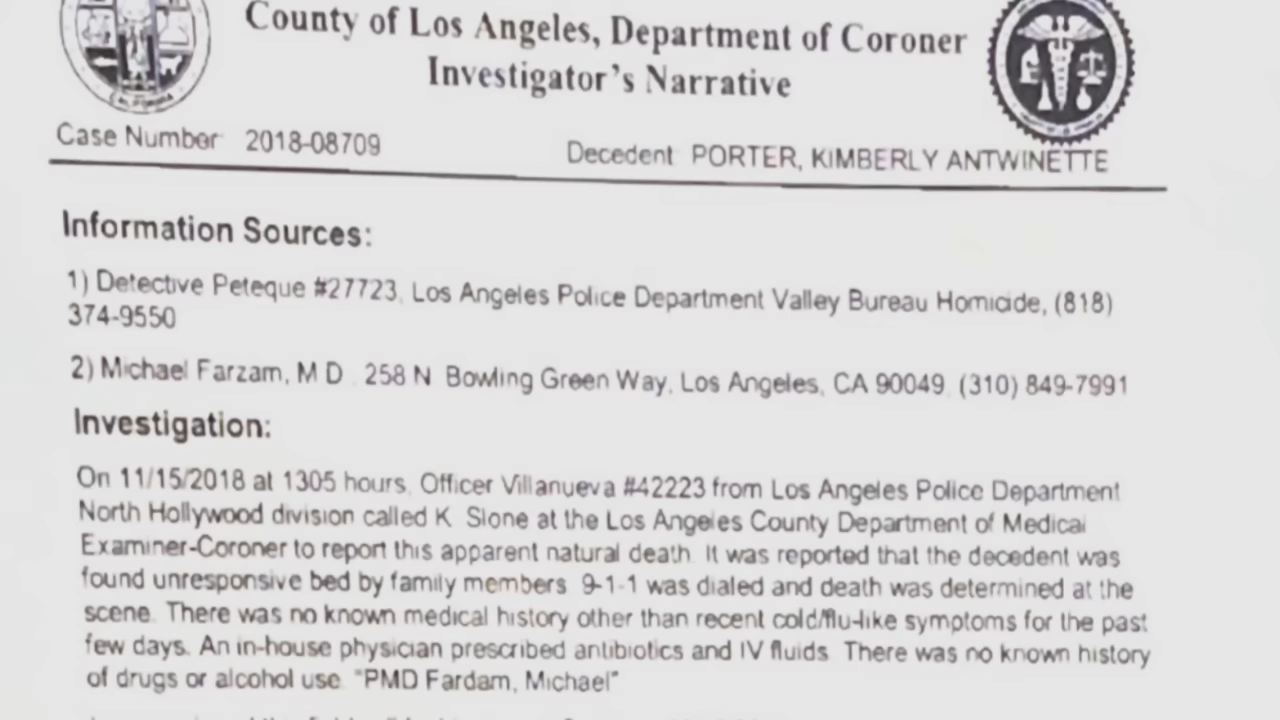 County of Los Angeles, Department of Coroner
Investigator's Narrative
Case Number 2018-08709 Decedent PORTER, KIMBERLY ANTWINETTE
Information Sources:
1) Detective Peteque #27723, Los Angeles Police Department Valley Bureau Homicide, (818)
374-9550
2) Michael Farzam, M D 258 N Bowling Green Way, Los Angeles, CA 90049 (310) 849-7991
Investigation:
On 11/15/2018 at 1305 hours, Officer Villanueva #42223 from Los Angeles Police Department
North Hollywood division called K Slone at the Los Angeles County Department of Medical
Examiner-Coroner to report this apparent natural death. It was reported that the decedent was
found unresponsive bed by family members 9-1-1 was dialed and death was determined at the
scene. There was no known medical history other than recent cold/flu-like symptoms for the past
few days. An in-house physician prescribed antibiotics and IV fluids. There was no known history
of drugs or alcohol use. "PMD Fardam, Michael"